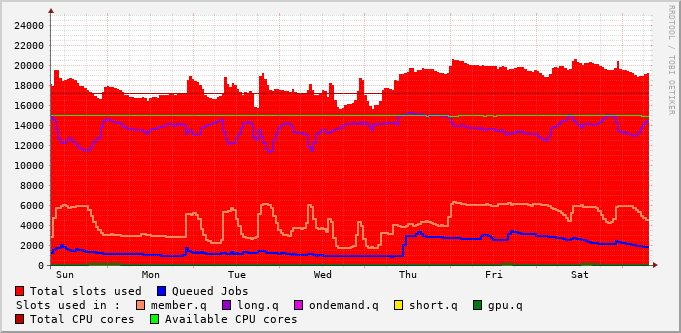 RRDTOOL / TOBI OETIKER
24000
22000
20000
18000
16000
14000
12000
10000
8000
6000
4000
2000
0
Sun Mon Tue Wed Thu Fri Sat
Total slots used Queued Jobs
Slots used in : member.q long.q ondemand.q short.q gpu.q
Total CPU cores Available CPU cores